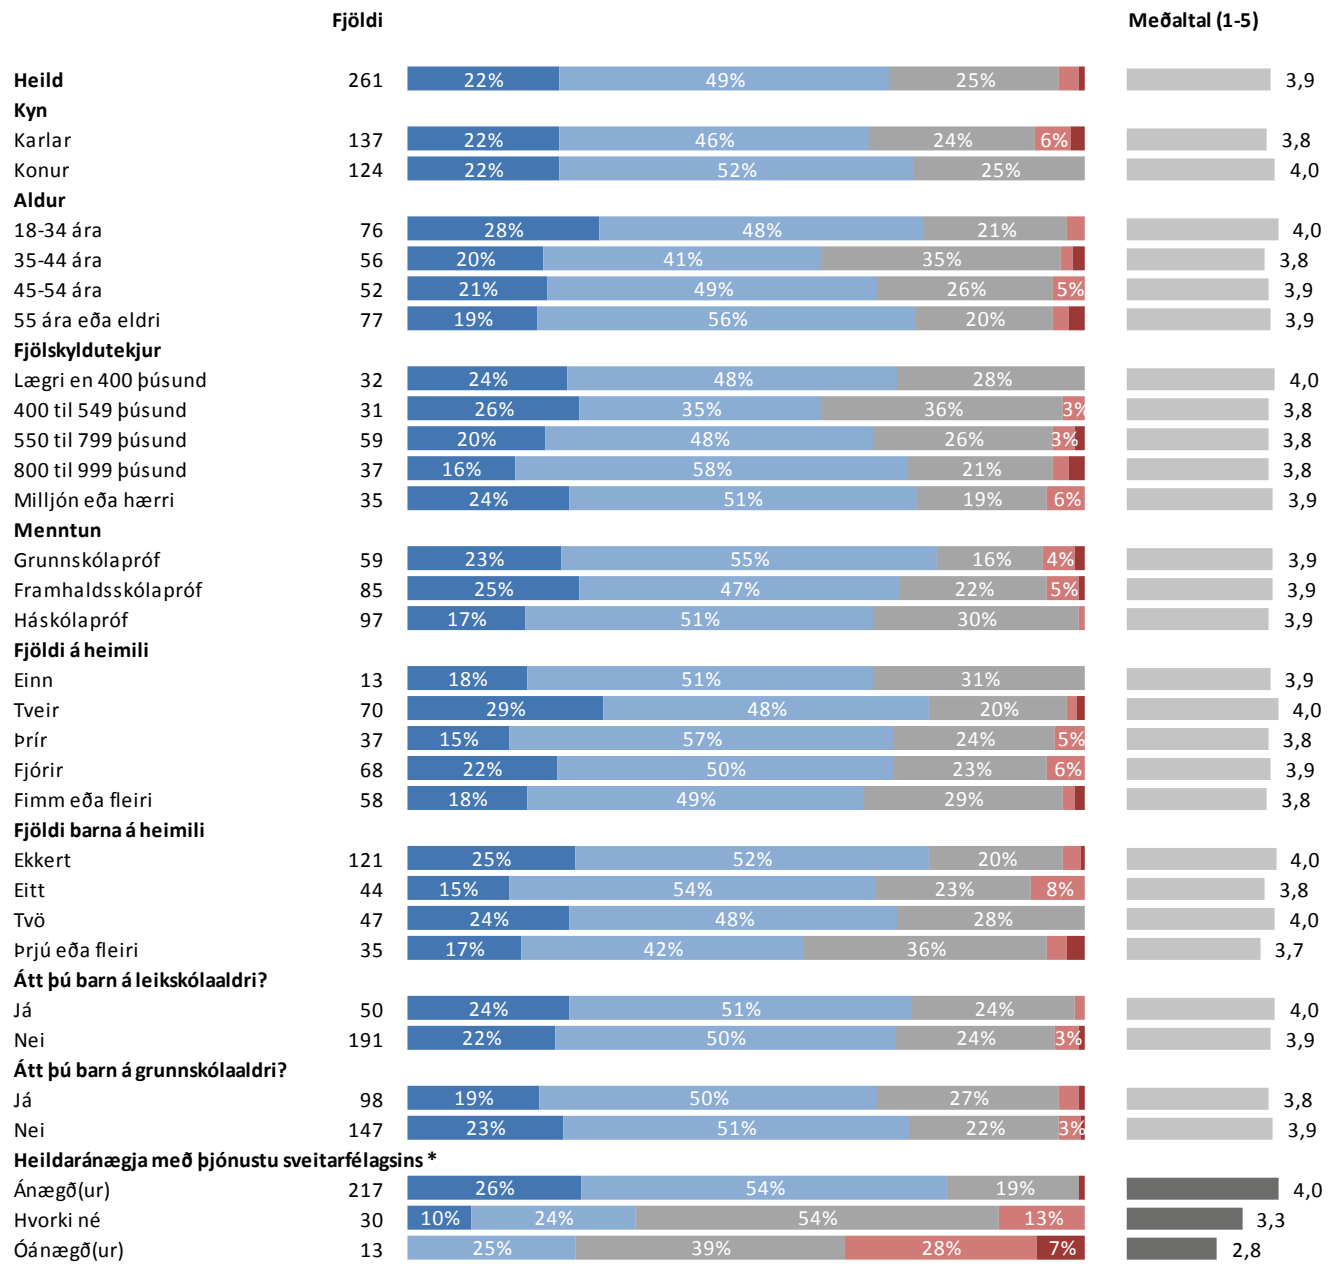 Fjöldi Meðaltal (1-5)
Heild 261 22% 49% 25% 3,9
Kyn
Karlar 137 22% 46% 24% 6% 3,8
Konur 124 22% 52% 25% 4,0
Aldur
18-34 ára 76 28% 48% 21% 4,0
35-44 ára 56 20% 41% 35% 3,8
45-54 ára 52 21% 49% 26% 5% 3,9
55 ára eða eldri 77 19% 56% 20% 3,9
Fjölskyldutekjur
Lægri en 400 þúsund 32 24% 48% 28% 4,0
400 til 549 þúsund 31 26% 35% 36% 3% 3,8
550 til 799 þúsund 59 20% 48% 26% 3% 3,8
800 til 999 þúsund 37 16% 58% 21% 3,8
Milljón eða hærri 35 24% 51% 19% 6% 3,9
Menntun
Grunnskólapróf 59 23% 55% 16% 4% 3,9
Framhaldsskólapróf 85 25% 47% 22% 5% 3,9
Háskólapróf 97 17% 51% 30% 3,9
Fjöldi á heimili
Einn 13 18% 51% 31% 3,9
Tveir 70 29% 48% 20% 4,0
Þrír 37 15% 57% 24% 5% 3,8
Fjórir 68 22% 50% 23% 6% 3,9
Fimm eða fleiri 58 18% 49% 29% 3,8
Fjöldi barna á heimili
Ekkert 121 25% 52% 20% 4,0
Eitt 44 15% 54% 23% 8% 3,8
Tvö 47 24% 48% 28% 4,0
Þrjú eða fleiri 35 17% 42% 36% 3,7
Átt þú barn á leikskólaaldri?
Já 50 24% 51% 24% 4,0
Nei 191 22% 50% 24% 3% 3,9
Átt þú barn á grunnskólaaldri?
Já 98 19% 50% 27% 3,8
Nei 147 23% 51% 22% 3% 3,9
Heildaránægja með þjónustu sveitarfélagsins *
Ánægð(ur) 217 26% 54% 19% 4,0
Hvorki né 30 10% 24% 54% 13% 3,3
Óánægð(ur) 13 25% 39% 28% 7% 2,8